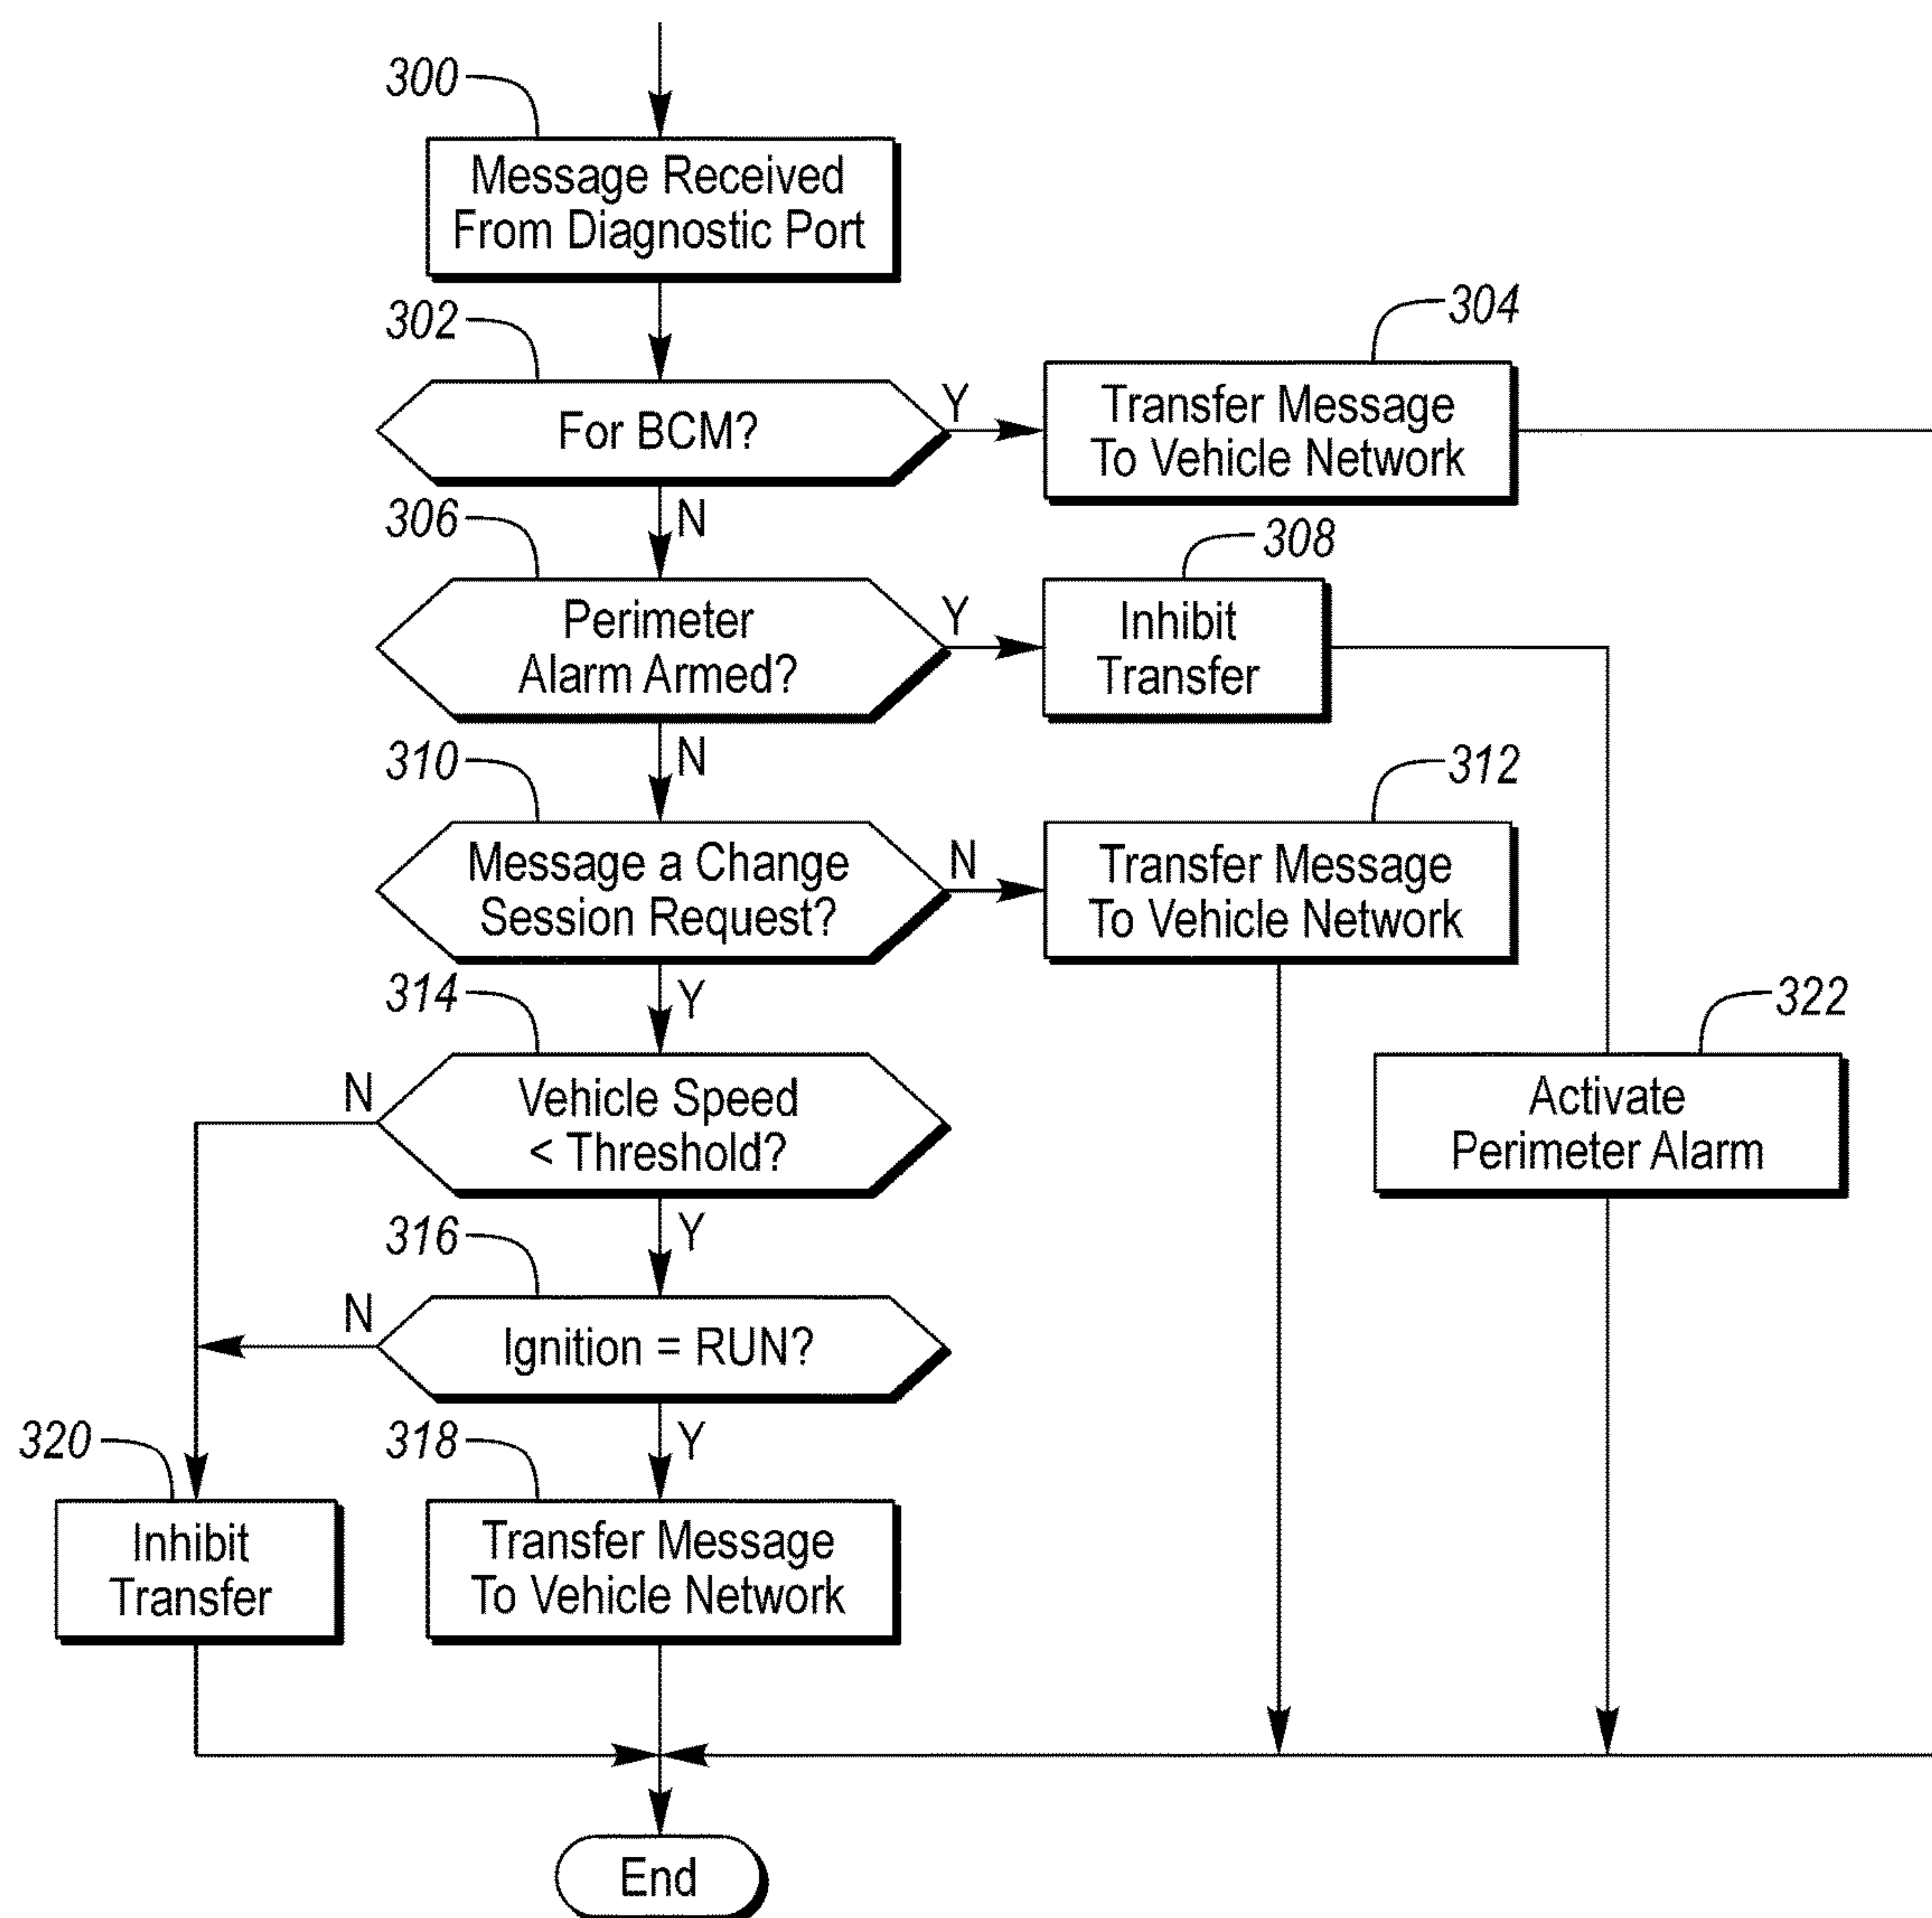 300
Message Received
From Diagnostic Port
302
For BCM?
Y
304
Transfer Message
To Vehicle Network
N
306
Perimeter
Alarm Armed?
Y
308
Inhibit
Transfer
N
310
Message a Change
Session Request?
N
312
Transfer Message
To Vehicle Network
Y
314
Vehicle Speed
< Threshold?
N
322
Activate
Perimeter Alarm
Y
316
Ignition = RUN?
N
Y
320
Inhibit
Transfer
318
Transfer Message
To Vehicle Network
End